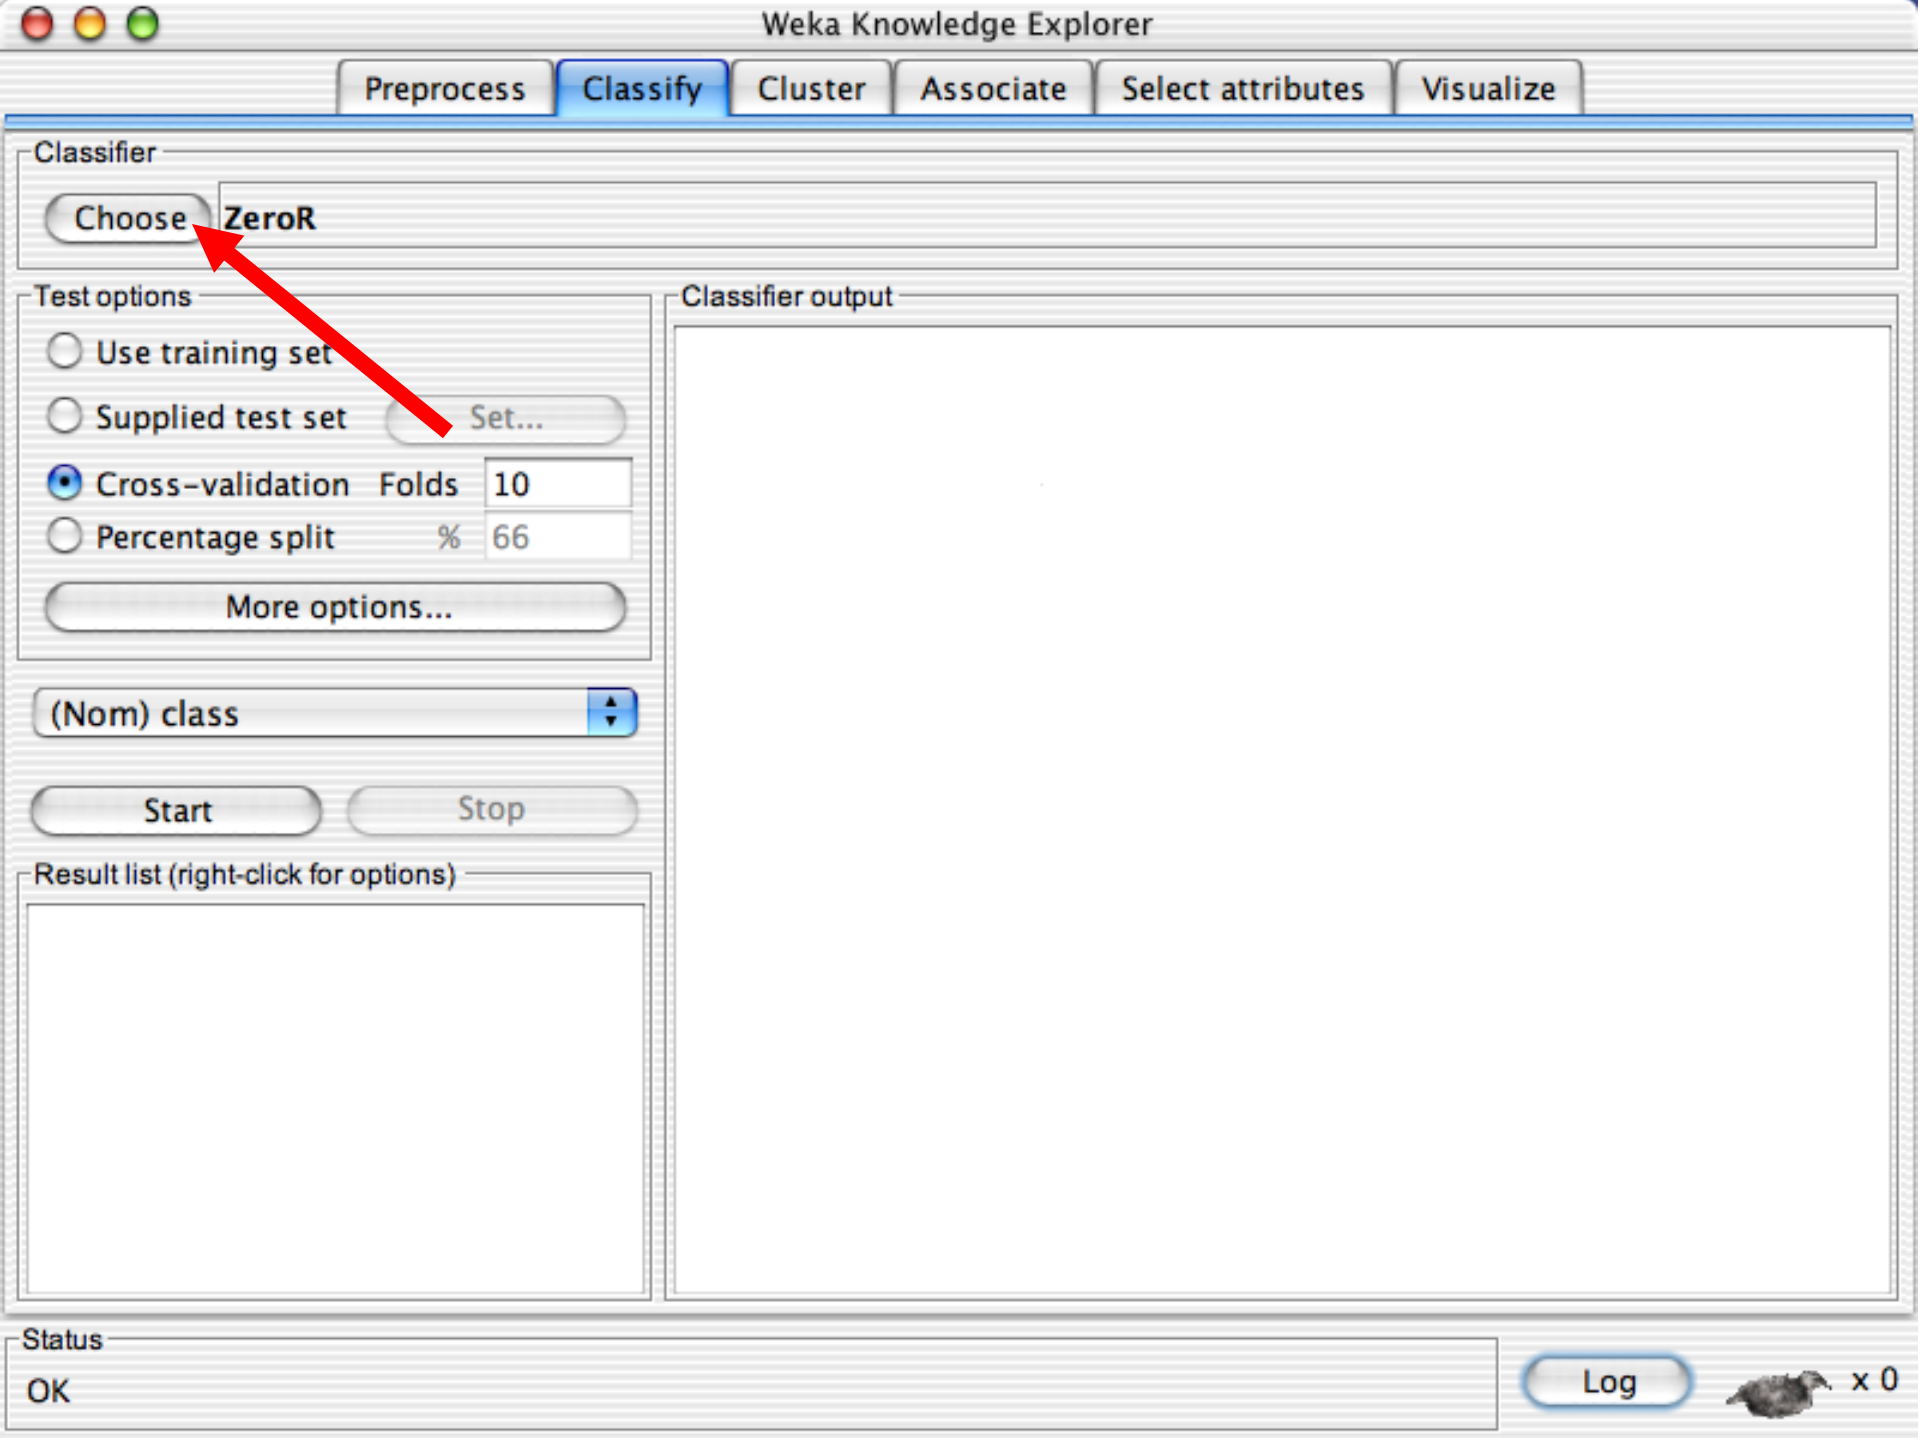 Weka Knowledge Explorer
Preprocess Classify Cluster Associate Select attributes Visualize
Classifier
Choose ZeroR
Test options
Use training set
Supplied test set Set...
Cross-validation Folds 10
Percentage split % 66
More options...
(Nom) class
Start Stop
Result list (right-click for options)
Classifier output
Status
OK
Log x 0